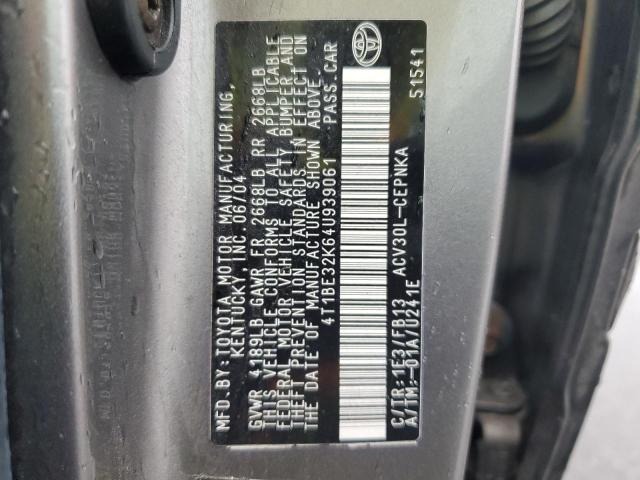 MFD.BY:TOYOTA MOTOR MANUFACTURING,
KENTUCKY,INC.06/04
GVWR 4189LB GAWR FR 2668LB RR 2668LB
THIS VEHICLE CONFORMS TO ALL APPLICABLE
FEDERAL MOTOR VEHICLE SAFETY BUMPER,AND
THEFT PREVENTION STANDARDS IN EFFECT ON
THE DATE OF MANUFACTURE SHOWN ABOVE.
4T1BE32K64U939061 PASS.CAR
C/TR:1E3/FB13 ACV30L-CEPNKA 51541
A/TM:-01A/U241E